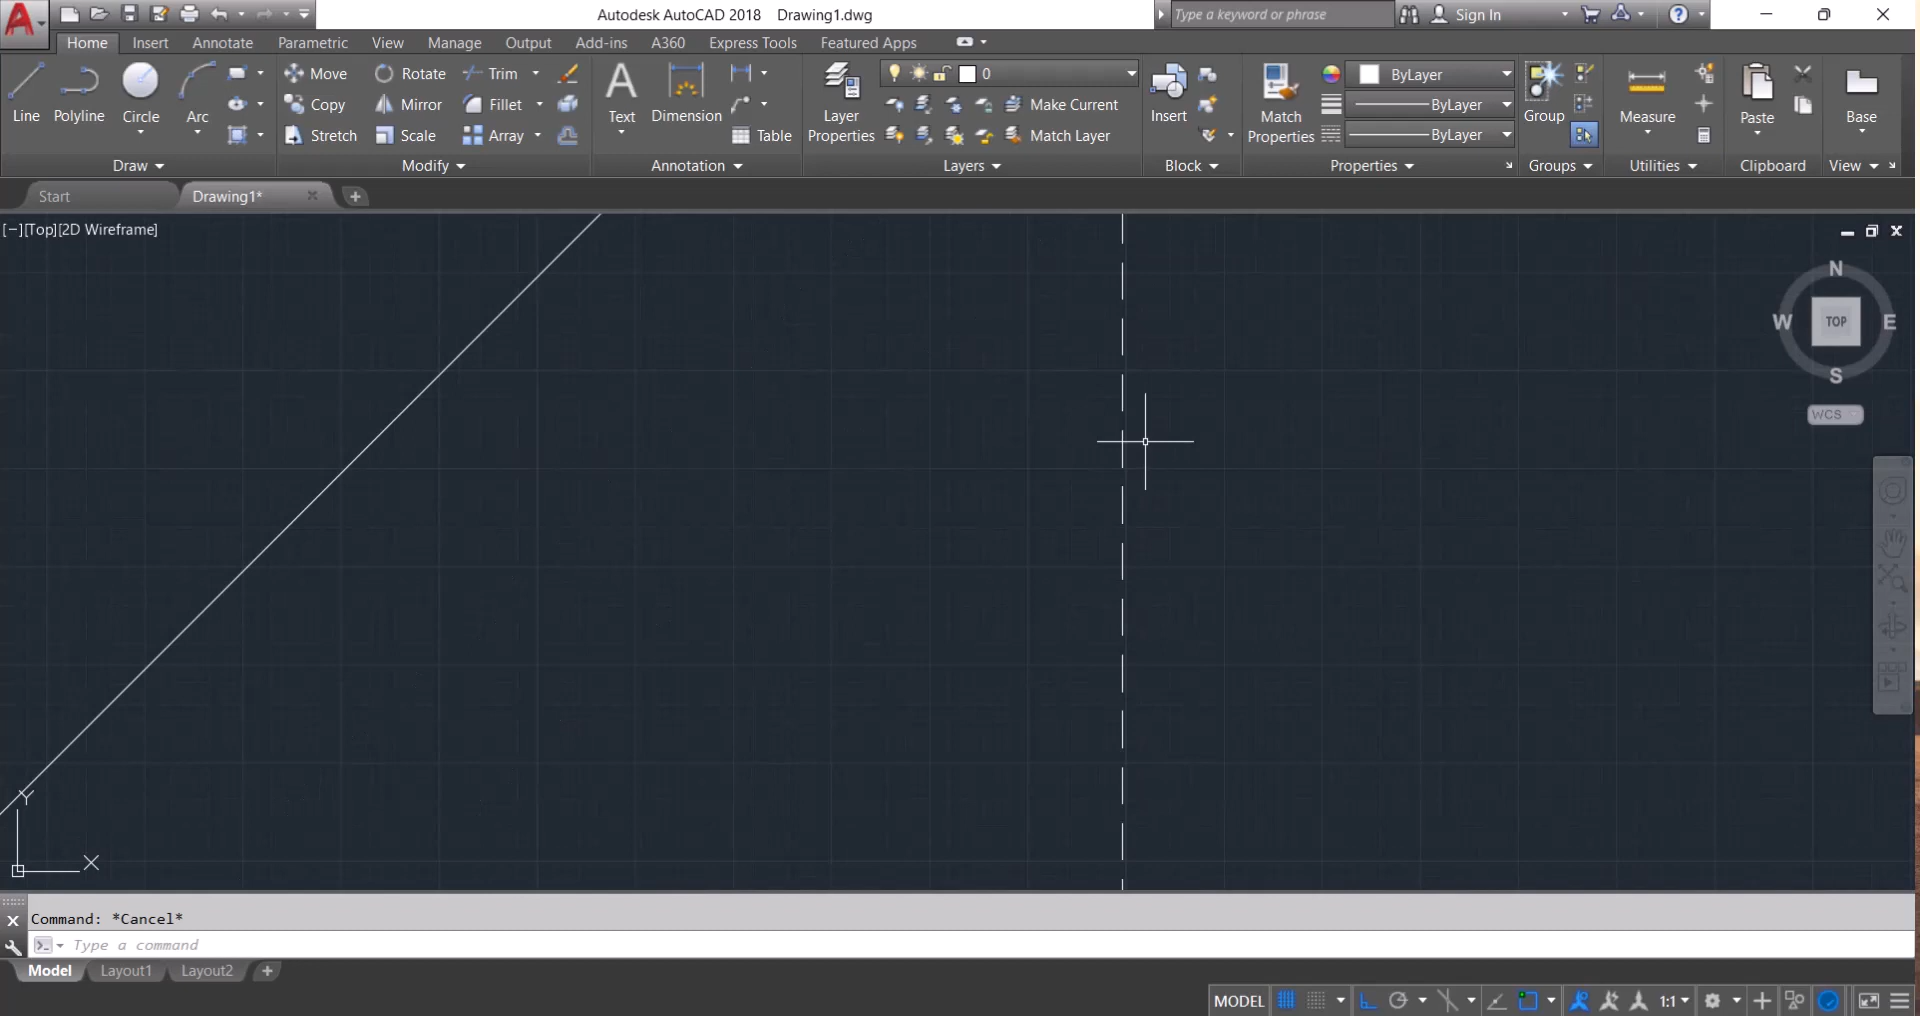 Autodesk AutoCAD 2018 Drawing1.dwg
Type a keyword or phrase
Sign In
Home Insert Annotate Parametric View Manage Output Add-ins A360 Express Tools Featured Apps
Line Polyline Circle Arc
Move Rotate Trim
Copy Mirror Fillet
Stretch Scale Array
Text Dimension Table
Layer Properties
0
Make Current
Match Layer
Insert
Match Properties
ByLayer
ByLayer
ByLayer
Group
Measure
Paste
Base
Draw Modify Annotation Layers Block Properties Groups Utilities Clipboard View
Start Drawing1*
[−][Top][2D Wireframe]
N
W TOP E
S
WCS
Y
X
Command: *Cancel*
Type a command
Model Layout1 Layout2
MODEL 1:1